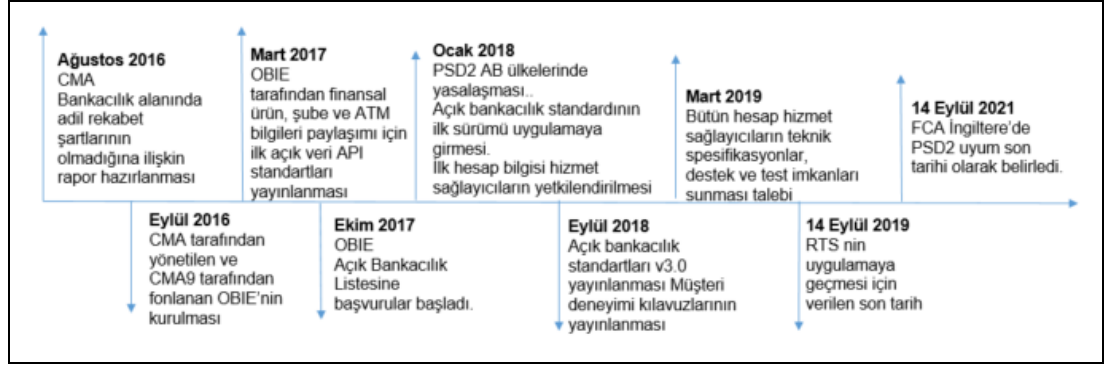 Ağustos 2016
CMA
Bankacılık alanında
adil rekabet
şartlarının
olmadığına ilişkin
rapor hazırlanması
Mart 2017
OBIE
tarafından finansal
ürün, şube ve ATM
bilgileri paylaşımı için
ilk açık veri API
standartları
yayınlanması
Ocak 2018
PSD2 AB ülkelerinde
yasalaşması..
Açık bankacılık standardının
ilk sürümü uygulamaya
girmesi.
İlk hesap bilgisi hizmet
sağlayıcıların yetkilendirilmesi
Mart 2019
Bütün hesap hizmet
sağlayıcıların teknik
spesifikasyonlar,
destek ve test imkanları
sunması talebi
14 Eylül 2021
FCA İngiltere’de
PSD2 uyum son
tarihi olarak belirledi.
Eylül 2016
CMA tarafından
yönetilen ve
CMA9 tarafından
fonlanan OBIE’nin
kurulması
Ekim 2017
OBIE
Açık Bankacılık
Listesine
başvurular başladı.
Eylül 2018
Açık bankacılık
standartları v3.0
yayınlanması Müşteri
deneyimi kılavuzlarının
yayınlanması
14 Eylül 2019
RTS nin
uygulamaya
geçmesi için
verilen son tarih